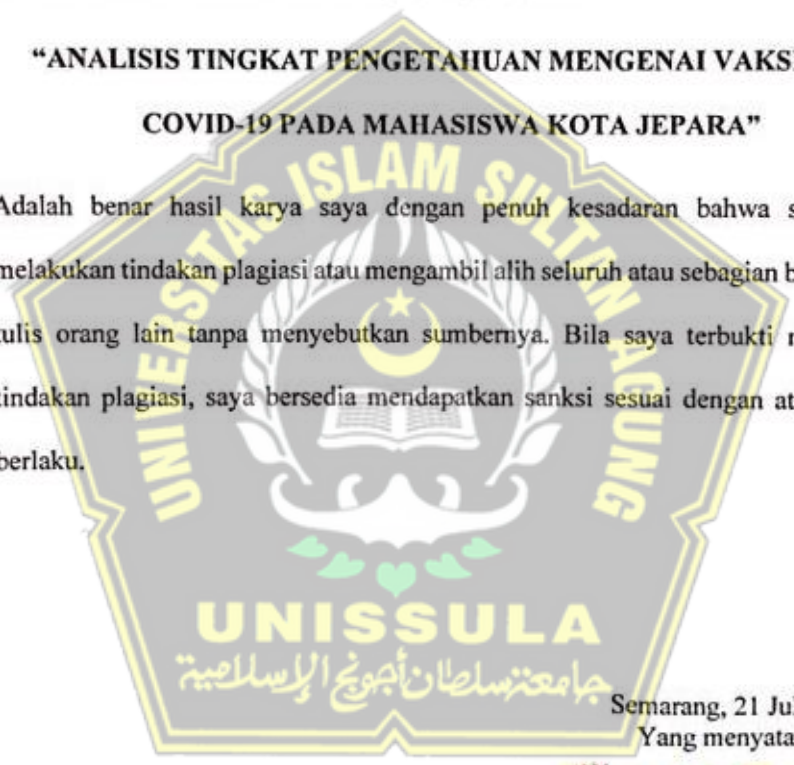 “ANALISIS TINGKAT PENGETAHUAN MENGENAI VAKS
COVID-19 PADA MAHASISWA KOTA JEPARA”
Adalah benar hasil karya saya dengan penuh kesadaran bahwa s
melakukan tindakan plagiasi atau mengambil alih seluruh atau sebagian b
tulis orang lain tanpa menyebutkan sumbernya. Bila saya terbukti
tindakan plagiasi, saya bersedia mendapatkan sanksi sesuai dengan at
berlaku.
UNIVERSITAS ISLAM SULTAN AGUNG
UNISSULA
جامعة سلطان أجونج الإسلامية
Semarang, 21 Jul
Yang menyata